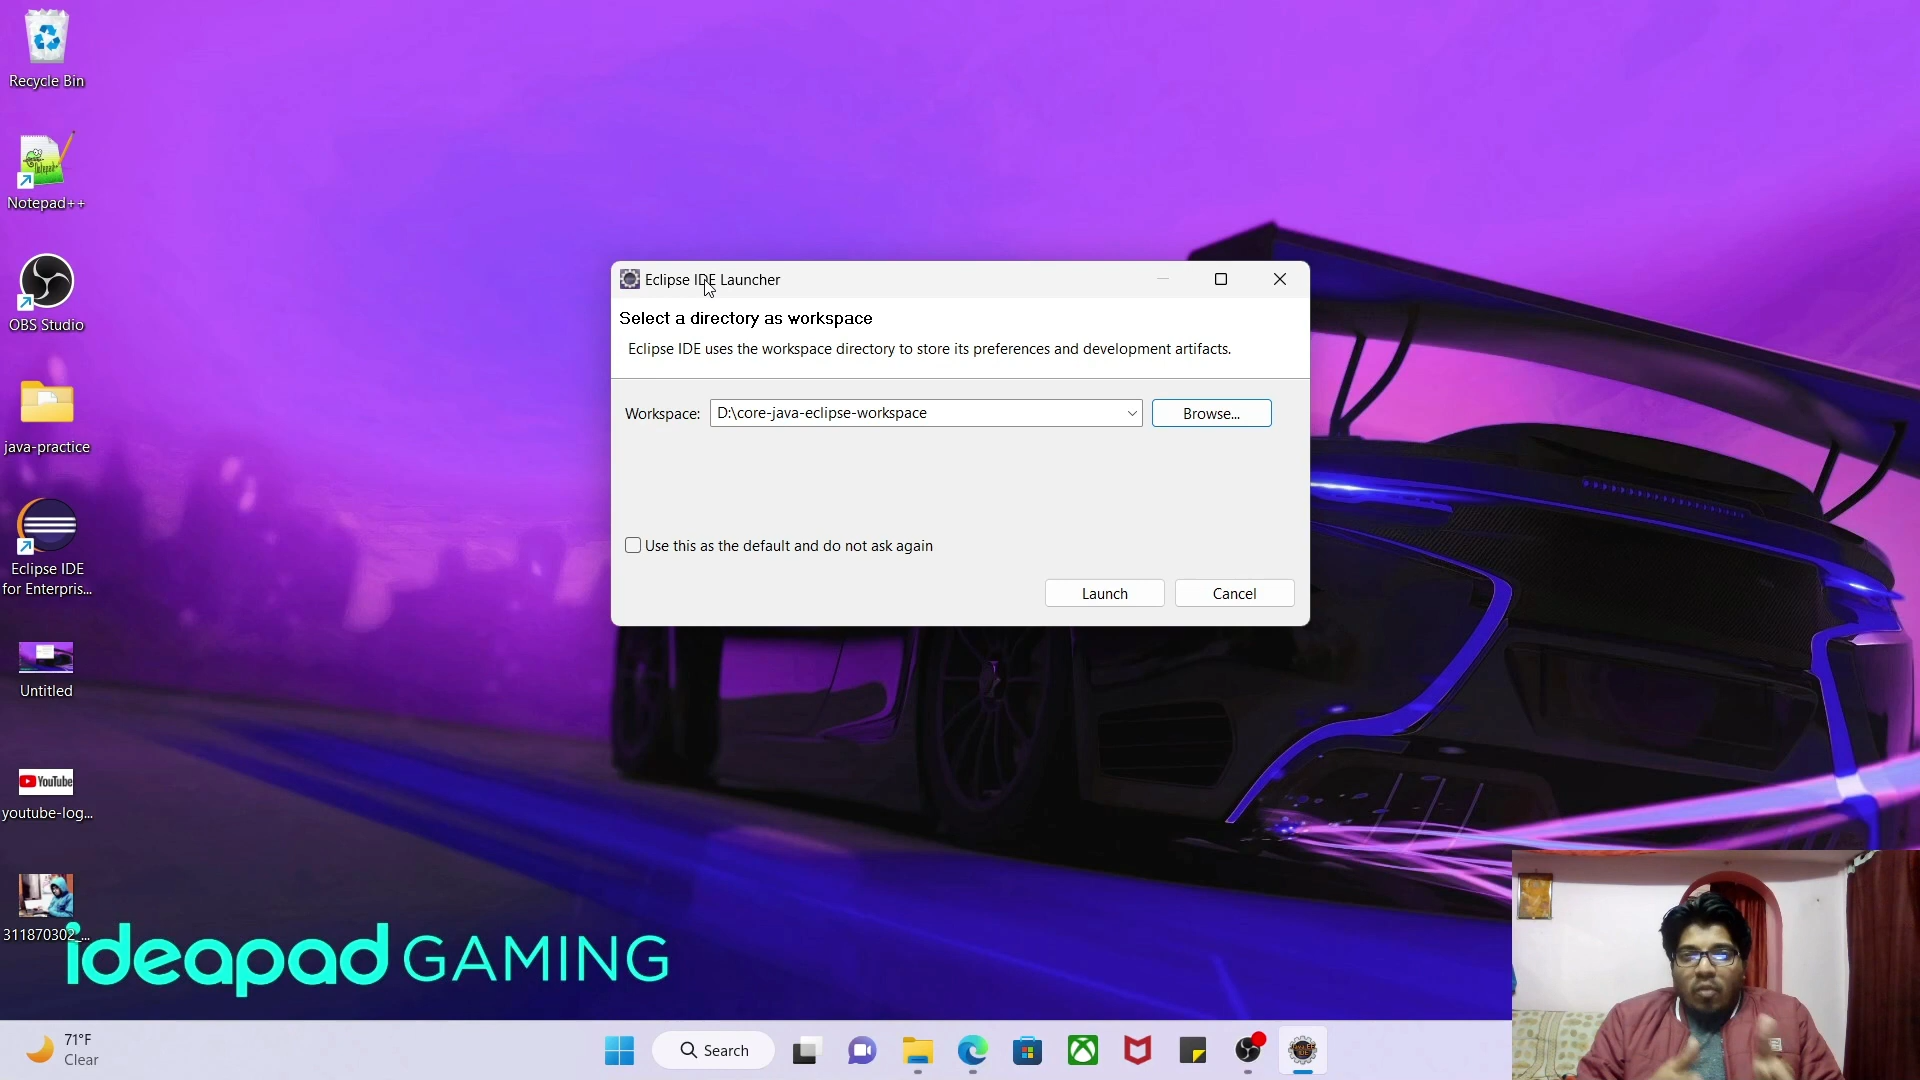 Recycle Bin
Notepad++
OBS Studio
java-practice
Eclipse IDE
for Enterpris...
Untitled
YouTube
youtube-log...
311870302_...
Eclipse IDE Launcher
Select a directory as workspace
Eclipse IDE uses the workspace directory to store its preferences and development artifacts.
Workspace: D:\core-java-eclipse-workspace Browse...
Use this as the default and do not ask again
Launch Cancel
ideapad GAMING
71°F
Clear
Search